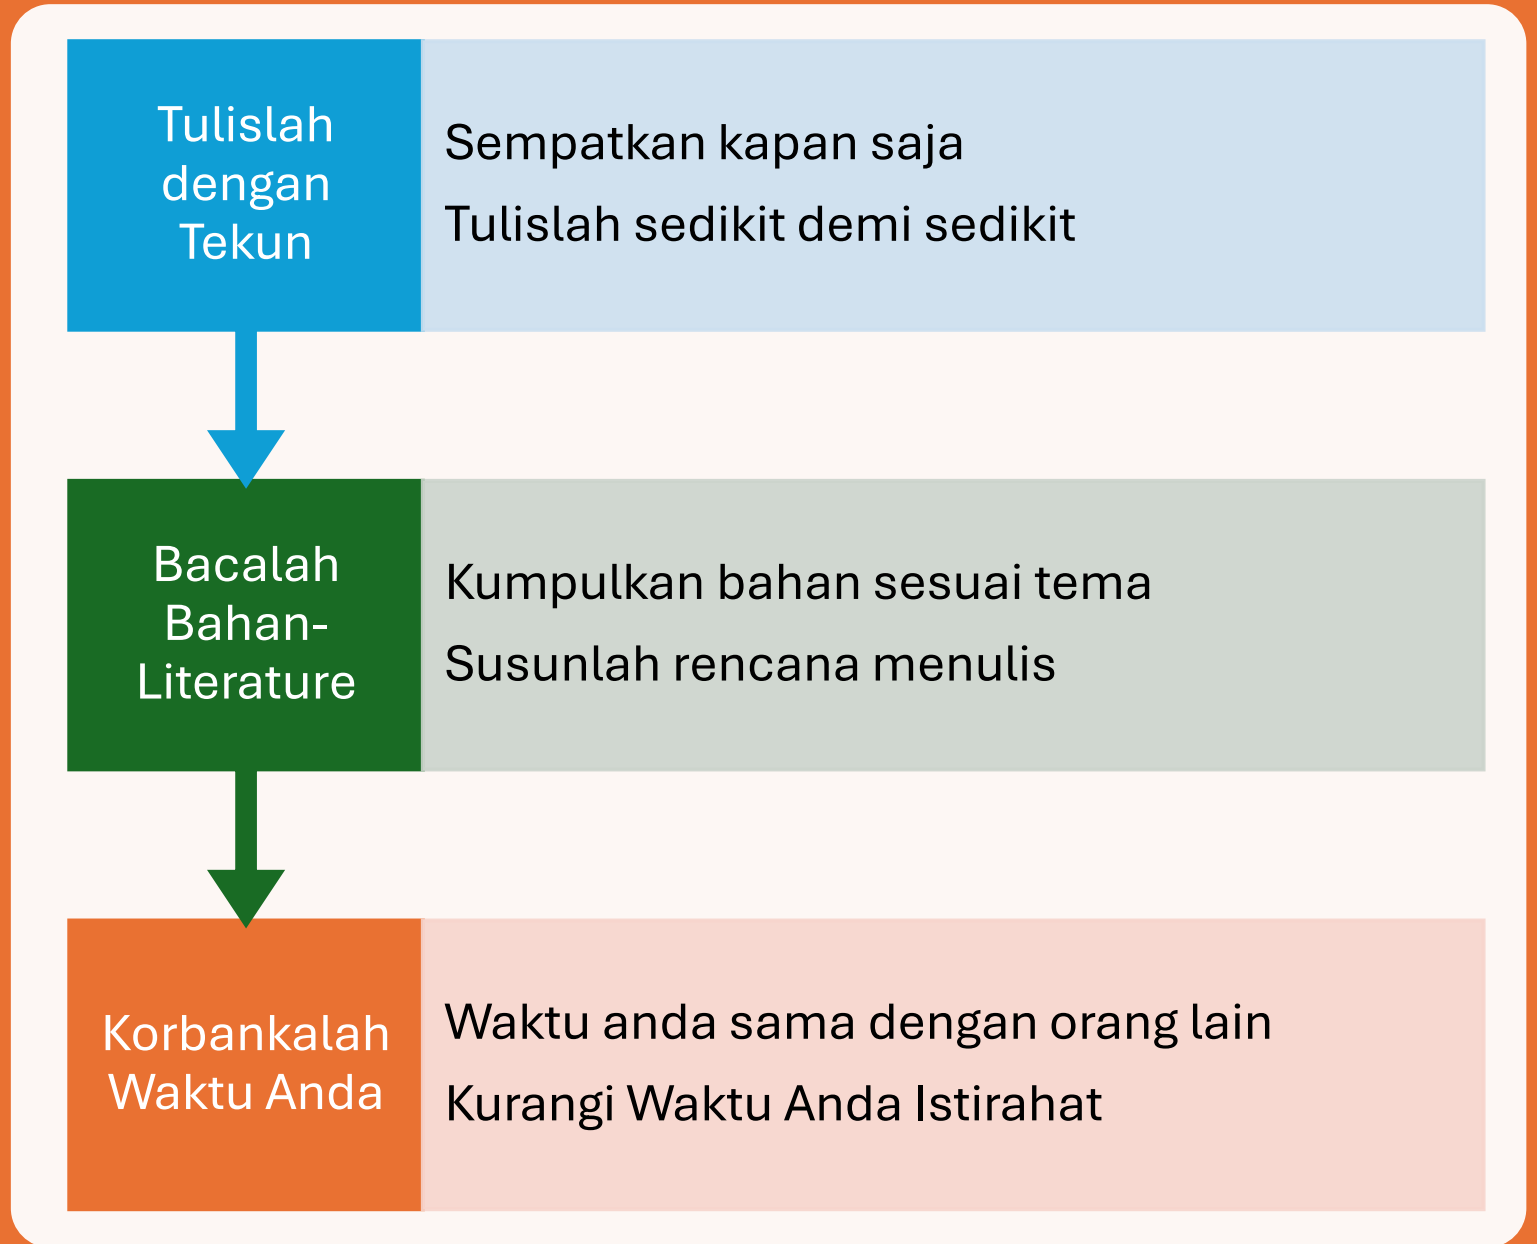 Tulislah
dengan
Tekun
Sempatkan kapan saja
Tulislah sedikit demi sedikit
Bacalah
Bahan-
Literature
Kumpulkan bahan sesuai tema
Susunlah rencana menulis
Korbankalah
Waktu Anda
Waktu anda sama dengan orang lain
Kurangi Waktu Anda Istirahat